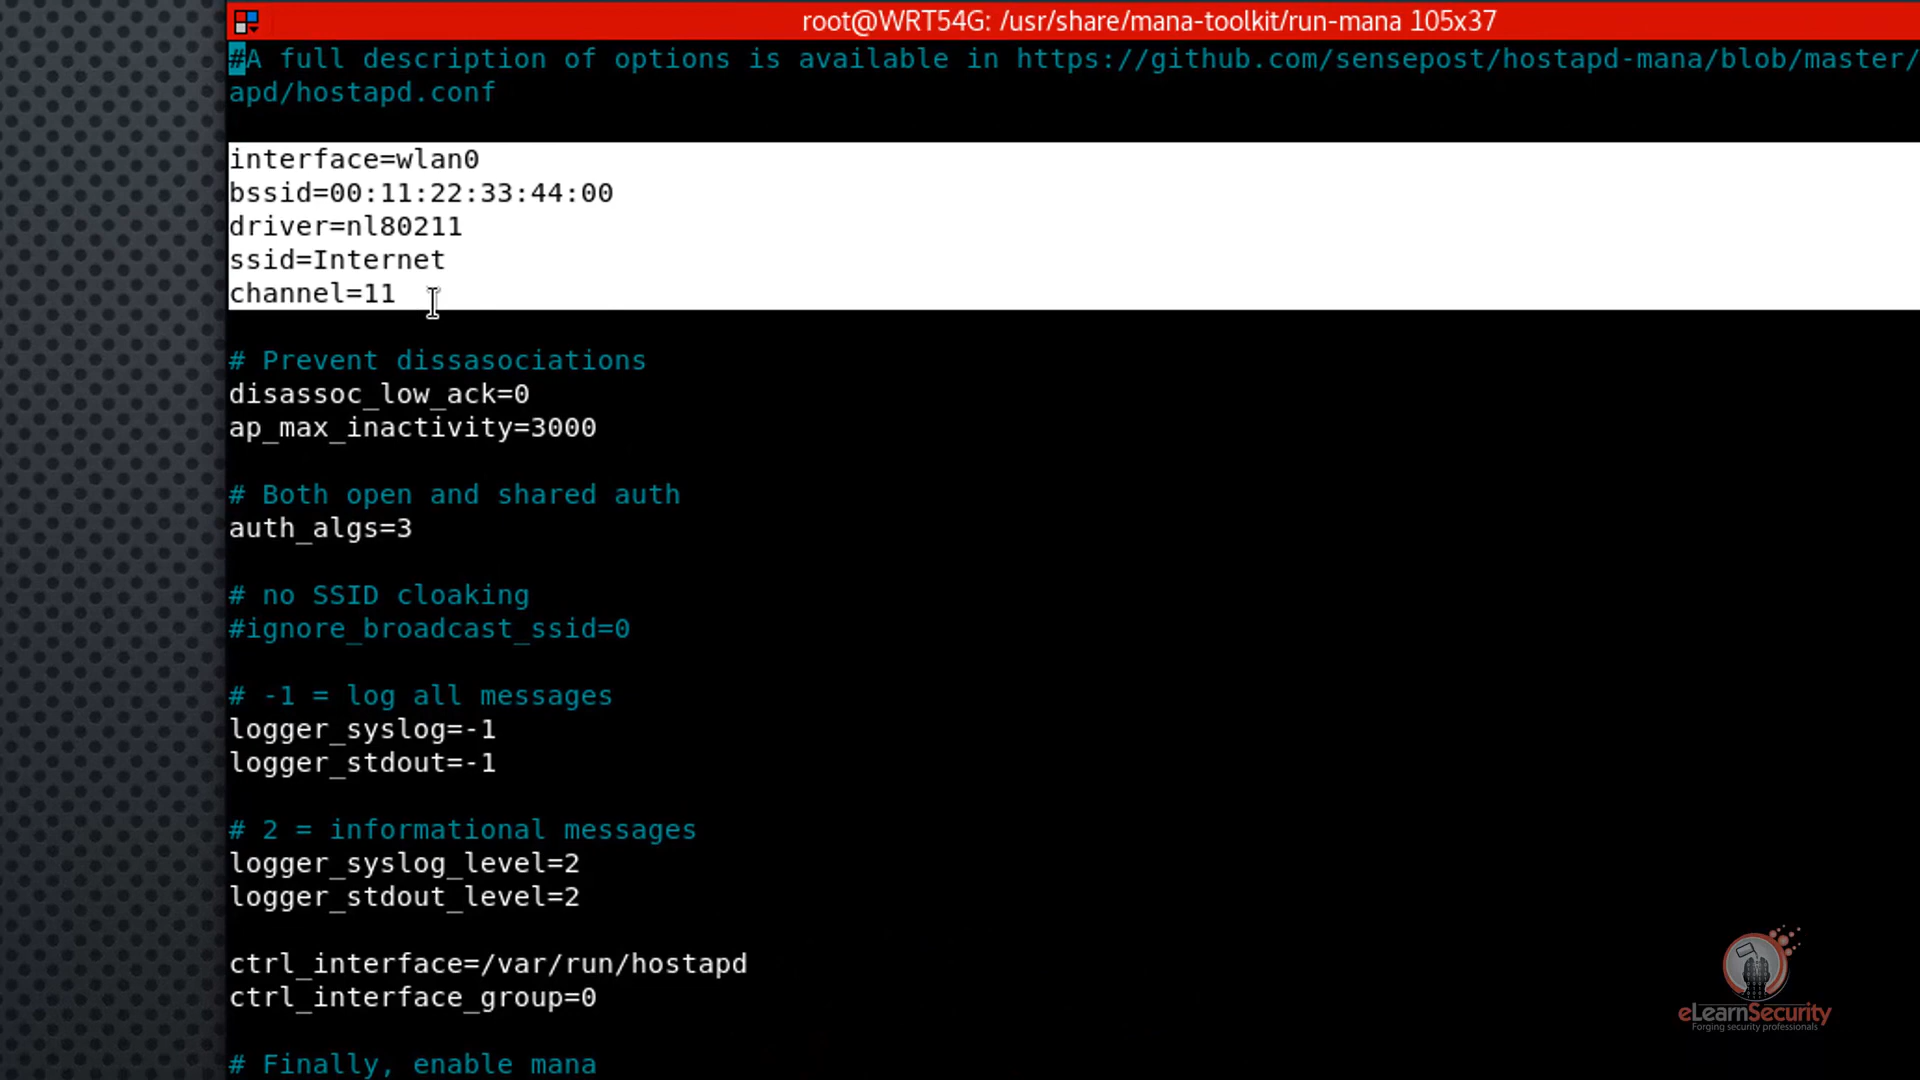 root@WRT54G: /usr/share/mana-toolkit/run-mana 105x37
#A full description of options is available in https://github.com/sensepost/hostapd-mana/blob/master/
apd/hostapd.conf
interface=wlan0
bssid=00:11:22:33:44:00
driver=nl80211
ssid=Internet
channel=11
# Prevent dissasociations
disassoc_low_ack=0
ap_max_inactivity=3000
# Both open and shared auth
auth_algs=3
# no SSID cloaking
#ignore_broadcast_ssid=0
# -1 = log all messages
logger_syslog=-1
logger_stdout=-1
# 2 = informational messages
logger_syslog_level=2
logger_stdout_level=2
ctrl_interface=/var/run/hostapd
ctrl_interface_group=0
# Finally, enable mana
eLearnSecurity
Forging security professionals